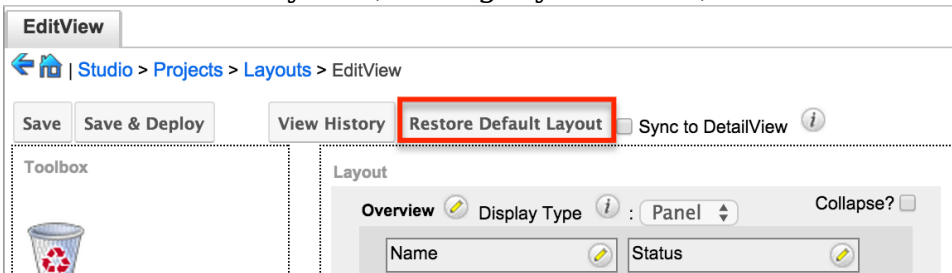 EditView
| Studio > Projects > Layouts > EditView
Save Save & Deploy View History Restore Default Layout Sync to DetailView i
Toolbox Layout
Overview Display Type i : Panel Collapse?
Name Status